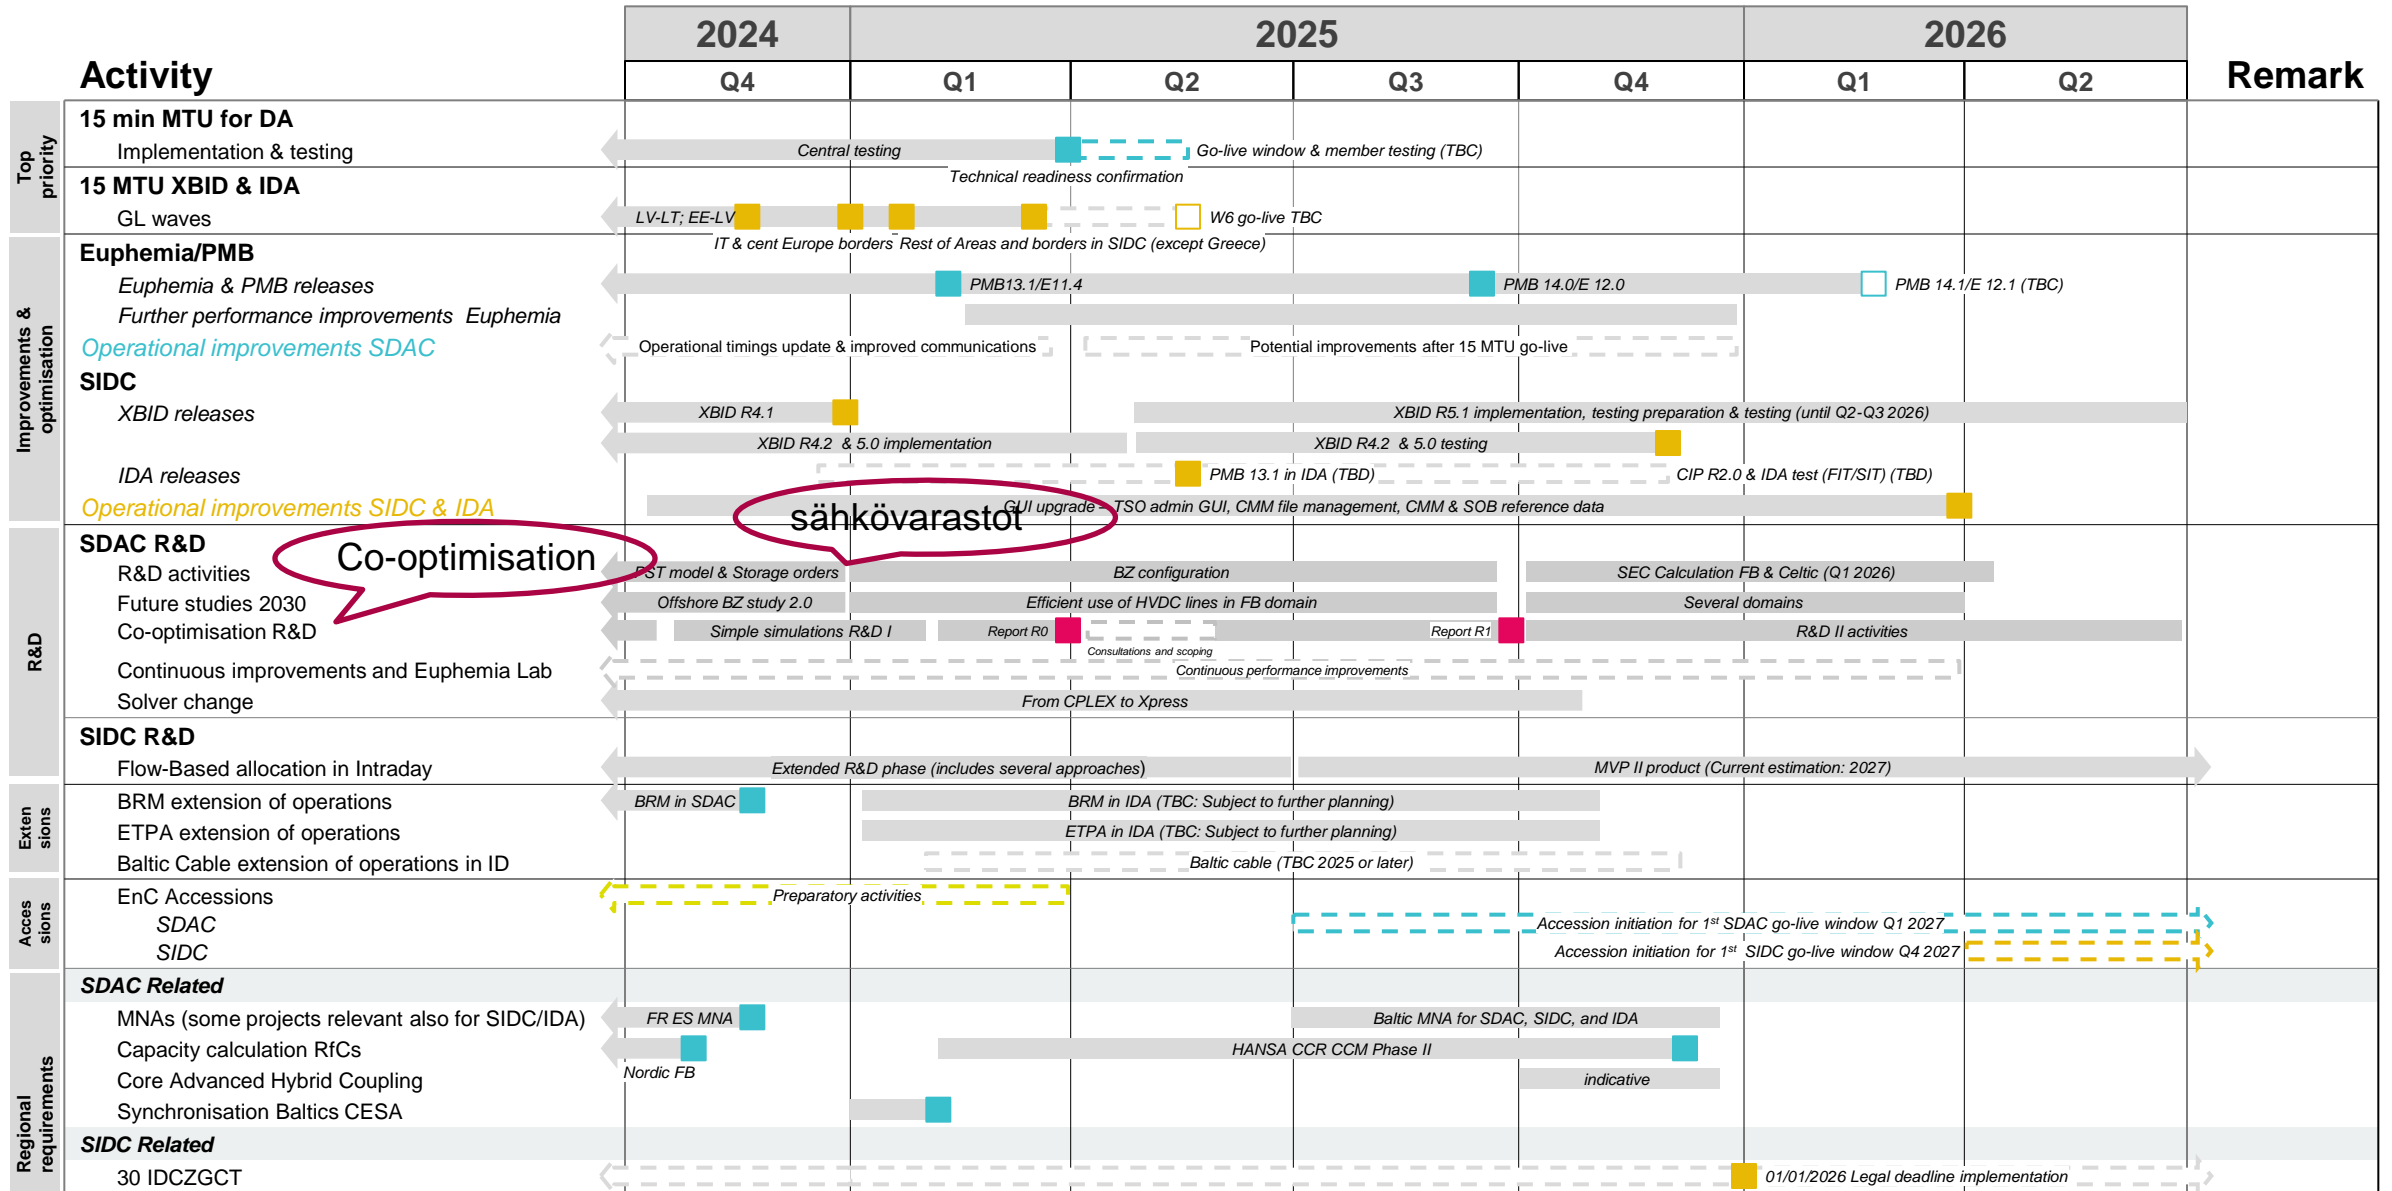 2024 2025 2026
Activity Q4 Q1 Q2 Q3 Q4 Q1 Q2 Remark
Top priority
15 min MTU for DA
Implementation & testing Central testing Go-live window & member testing (TBC)
Technical readiness confirmation
15 MTU XBID & IDA
GL waves LV-LT; EE-LV W6 go-live TBC
IT & cent Europe borders Rest of Areas and borders in SIDC (except Greece)
Improvements & optimisation
Euphemia/PMB
Euphemia & PMB releases PMB13.1/E11.4 PMB 14.0/E 12.0 PMB 14.1/E 12.1 (TBC)
Further performance improvements Euphemia
Operational improvements SDAC Operational timings update & improved communications Potential improvements after 15 MTU go-live
SIDC
XBID releases XBID R4.1 XBID R5.1 implementation, testing preparation & testing (until Q2-Q3 2026)
XBID R4.2 & 5.0 implementation XBID R4.2 & 5.0 testing
IDA releases PMB 13.1 in IDA (TBD) CIP R2.0 & IDA test (FIT/SIT) (TBD)
Operational improvements SIDC & IDA GUI upgrade – TSO admin GUI, CMM file management, CMM & SOB reference data
sähkövarastot
Co-optimisation
R&D
SDAC R&D
R&D activities PST model & Storage orders BZ configuration SEC Calculation FB & Celtic (Q1 2026)
Future studies 2030 Offshore BZ study 2.0 Efficient use of HVDC lines in FB domain Several domains
Co-optimisation R&D Simple simulations R&D I Report R0 Report R1 R&D II activities
Consultations and scoping
Continuous improvements and Euphemia Lab Continuous performance improvements
Solver change From CPLEX to Xpress
SIDC R&D
Flow-Based allocation in Intraday Extended R&D phase (includes several approaches) MVP II product (Current estimation: 2027)
Exten sions
BRM extension of operations BRM in SDAC BRM in IDA (TBC: Subject to further planning)
ETPA extension of operations ETPA in IDA (TBC: Subject to further planning)
Baltic Cable extension of operations in ID Baltic cable (TBC 2025 or later)
Acces sions
EnC Accessions Preparatory activities
SDAC Accession initiation for 1st SDAC go-live window Q1 2027
SIDC Accession initiation for 1st SIDC go-live window Q4 2027
Regional requirements
SDAC Related
MNAs (some projects relevant also for SIDC/IDA) FR ES MNA Baltic MNA for SDAC, SIDC, and IDA
Capacity calculation RfCs HANSA CCR CCM Phase II
Nordic FB
Core Advanced Hybrid Coupling indicative
Synchronisation Baltics CESA
SIDC Related
30 IDCZGCT 01/01/2026 Legal deadline implementation